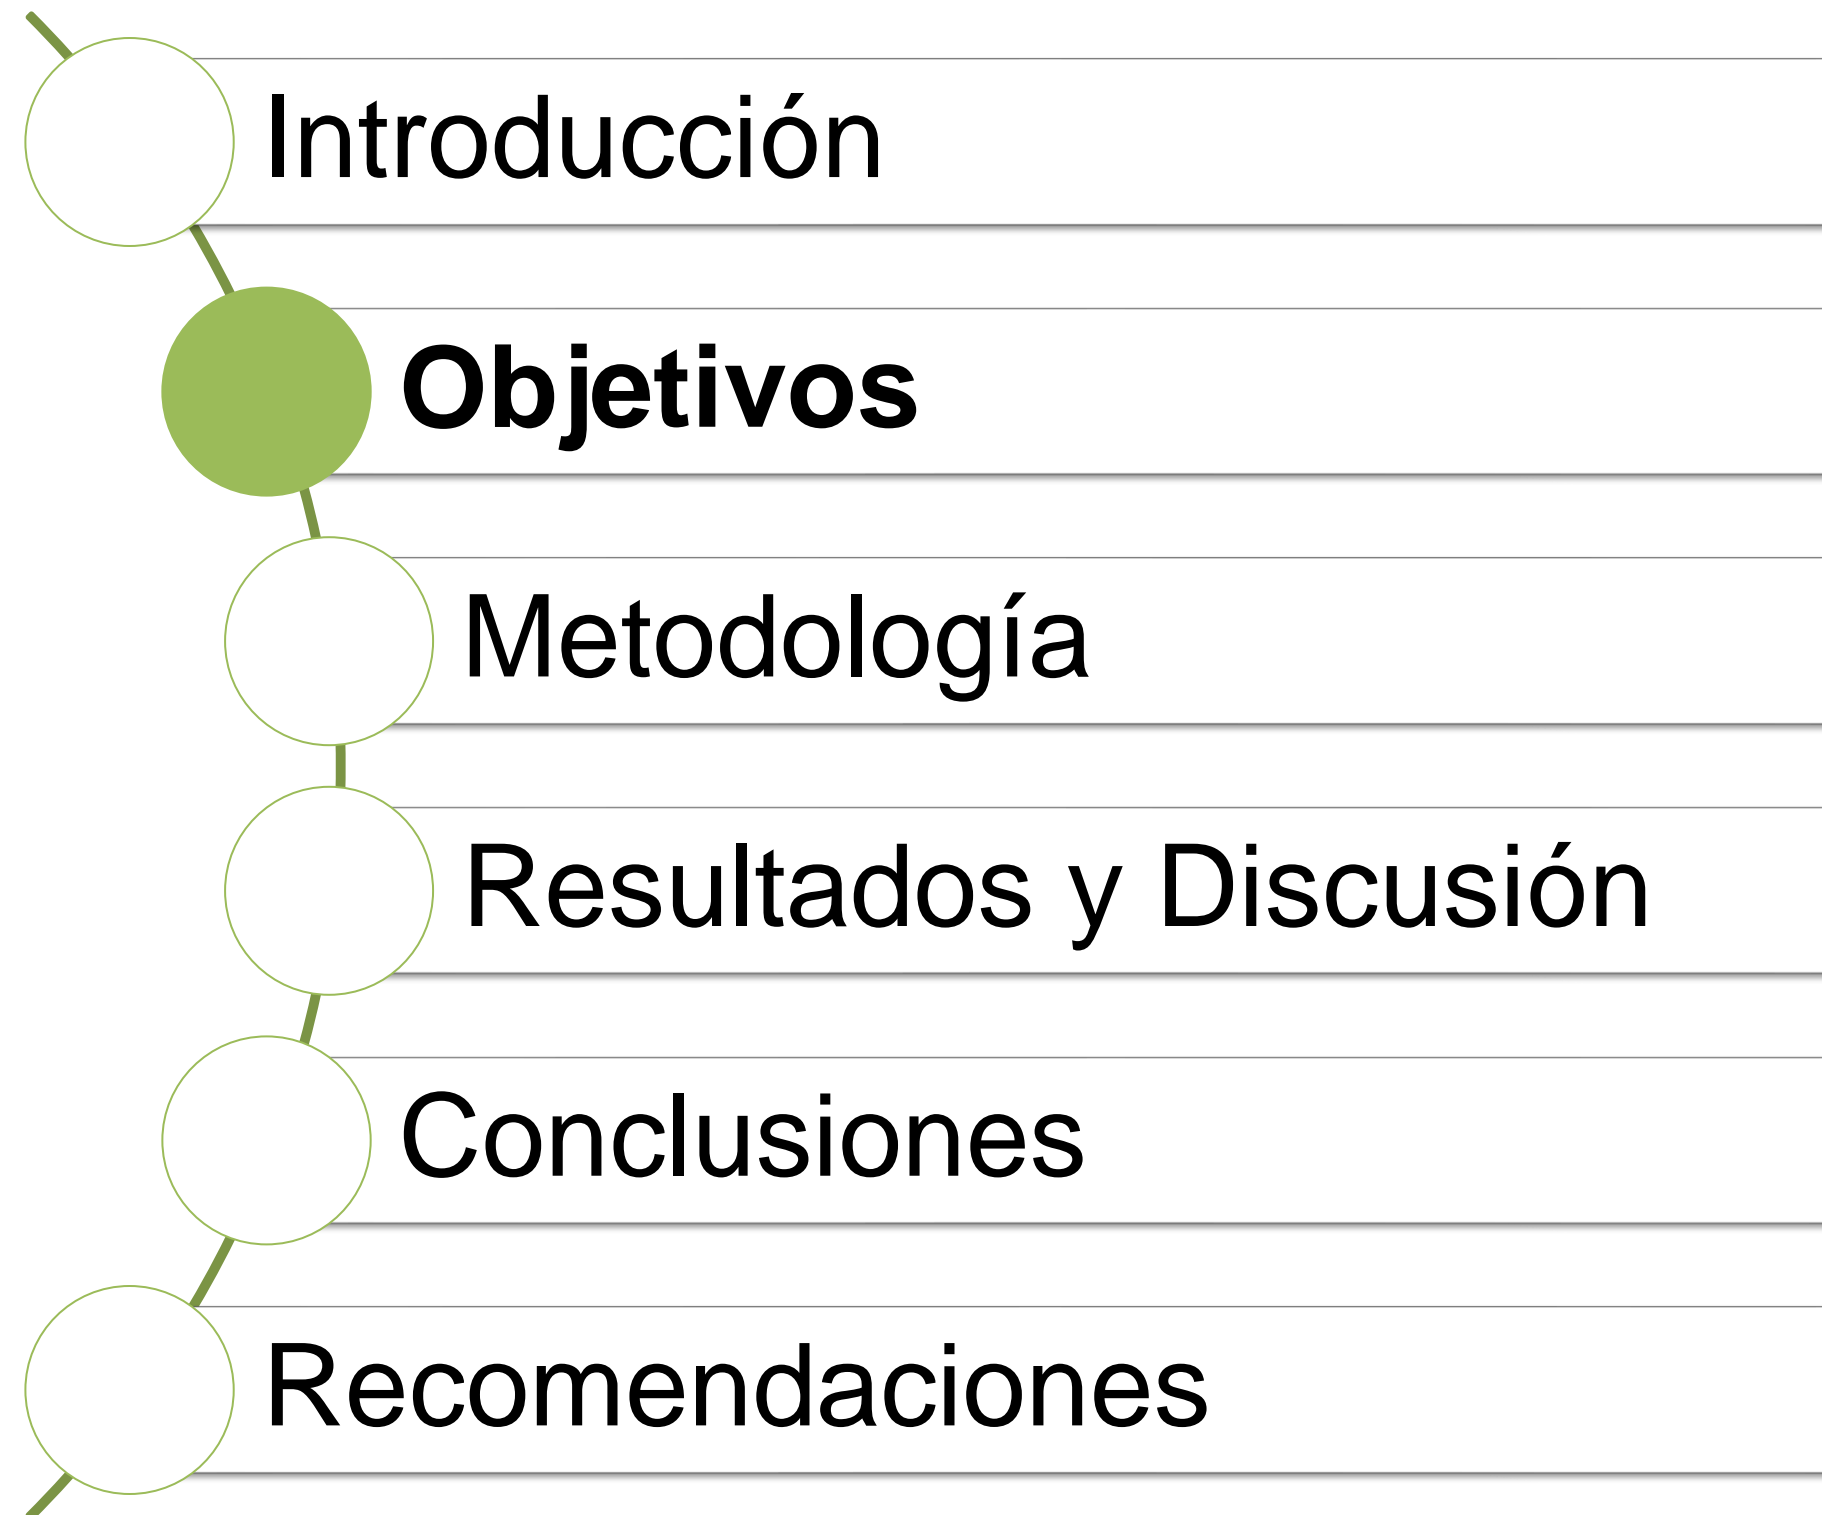 Introducción
Objetivos
Metodología
Resultados y Discusión
Conclusiones
Recomendaciones